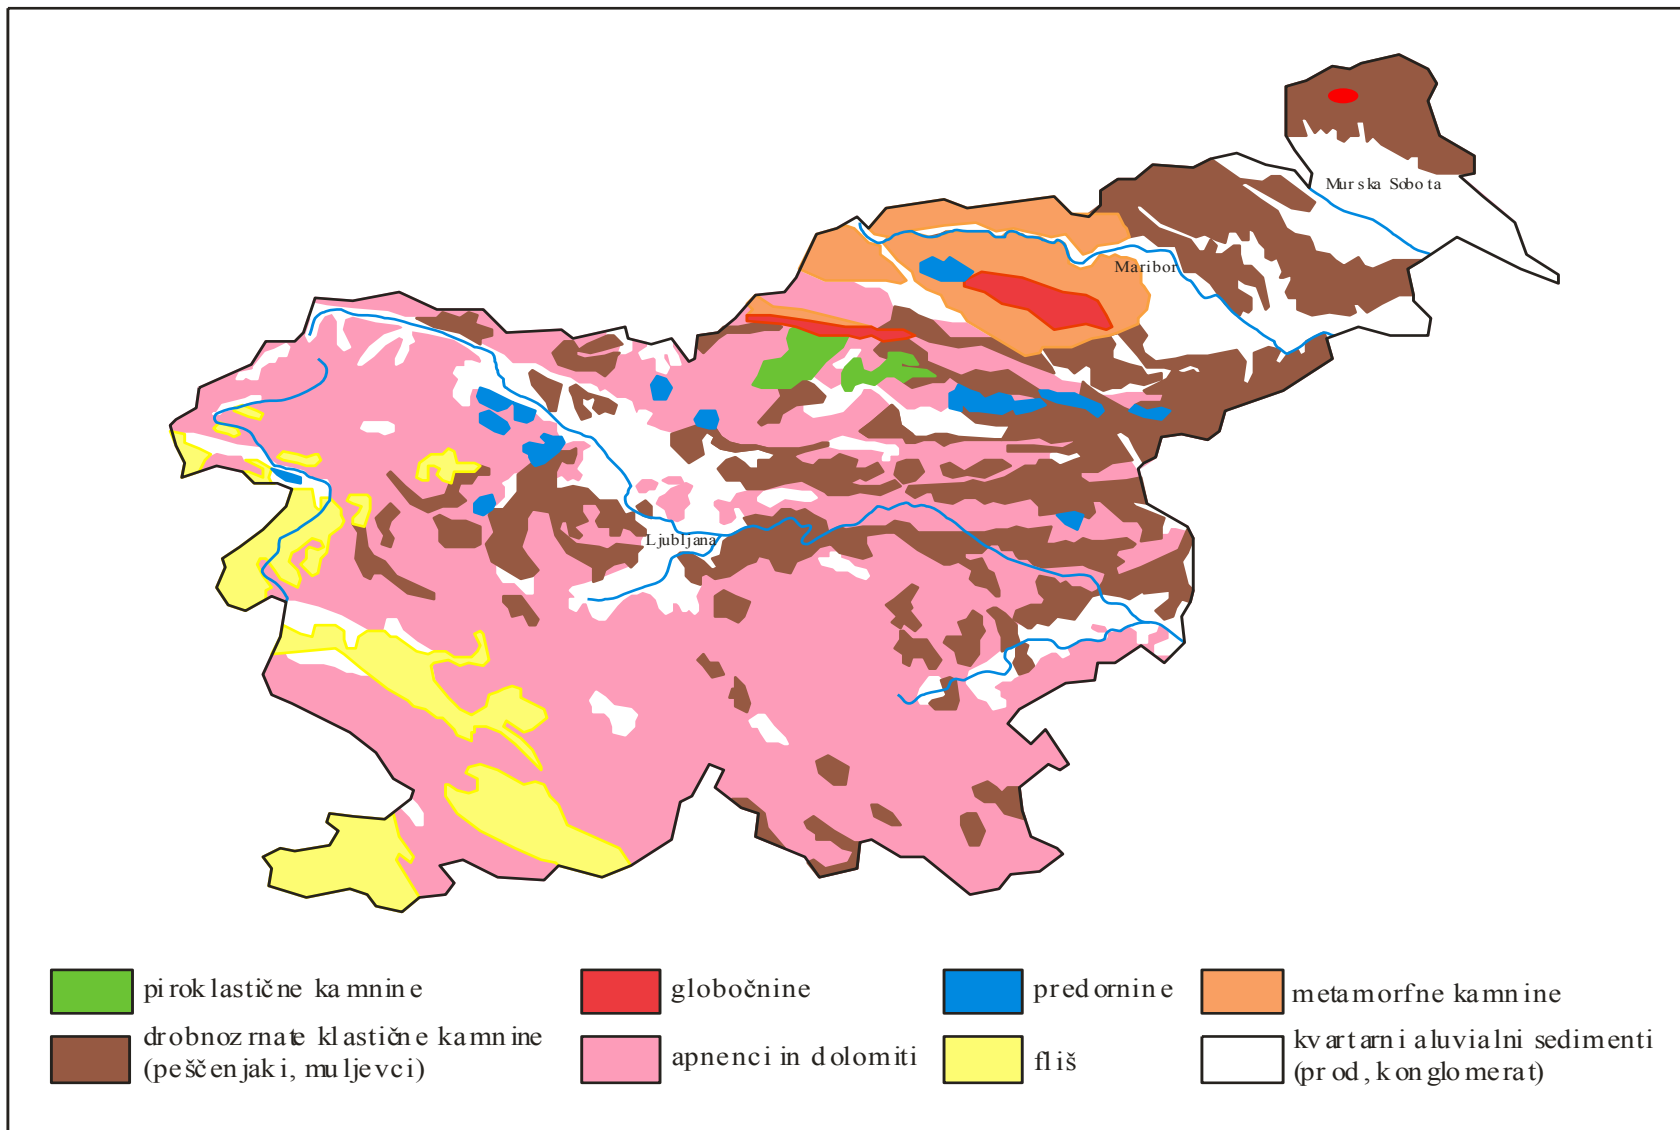 Murska Sobota
Maribor
Ljubljana
piroklastične kamnine
globočnine
predornine
metamorfne kamnine
drobnozrnate klastične kamnine
(peščenjaki, muljevci)
apnenci in dolomiti
fliš
kvartarni aluvialni sedimenti
(prod, konglomerat)